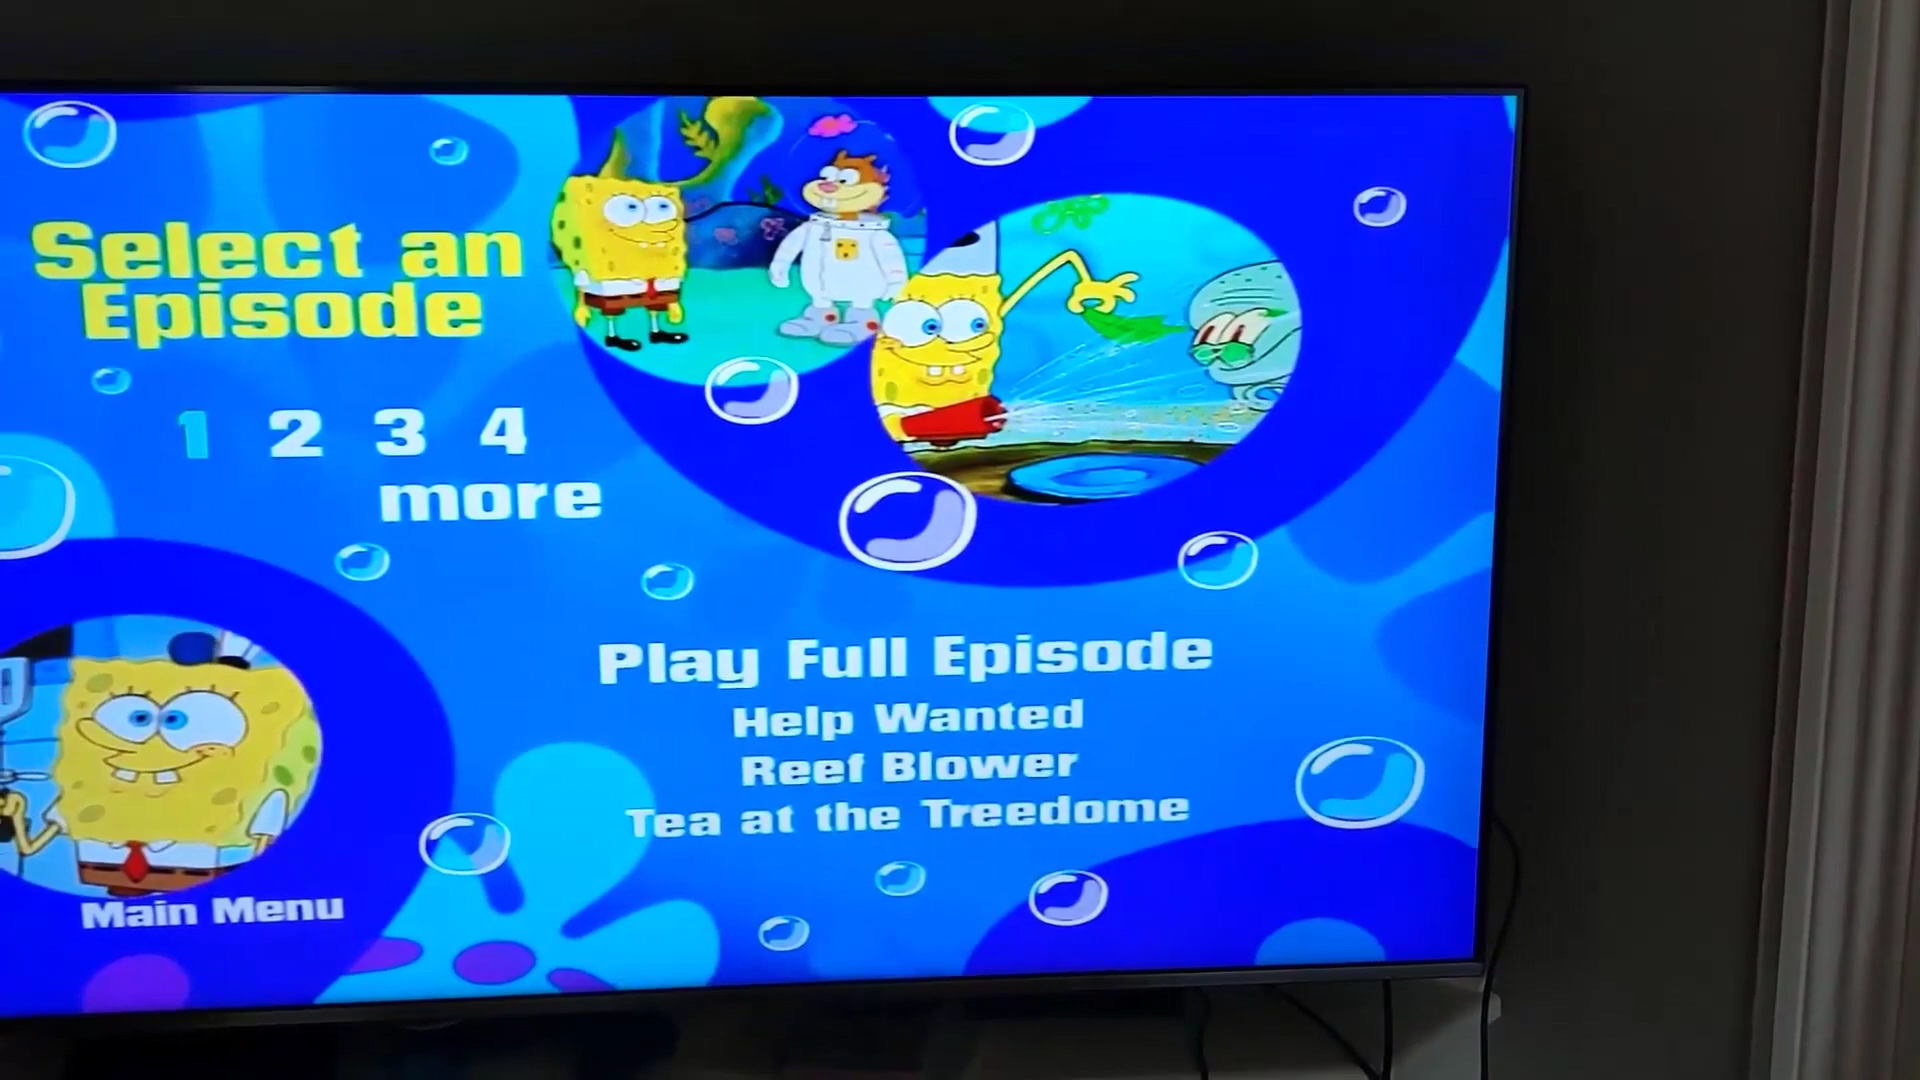 Select an
Episode
1 2 3 4
more
Play Full Episode
Help Wanted
Reef Blower
Tea at the Treedome
Main Menu